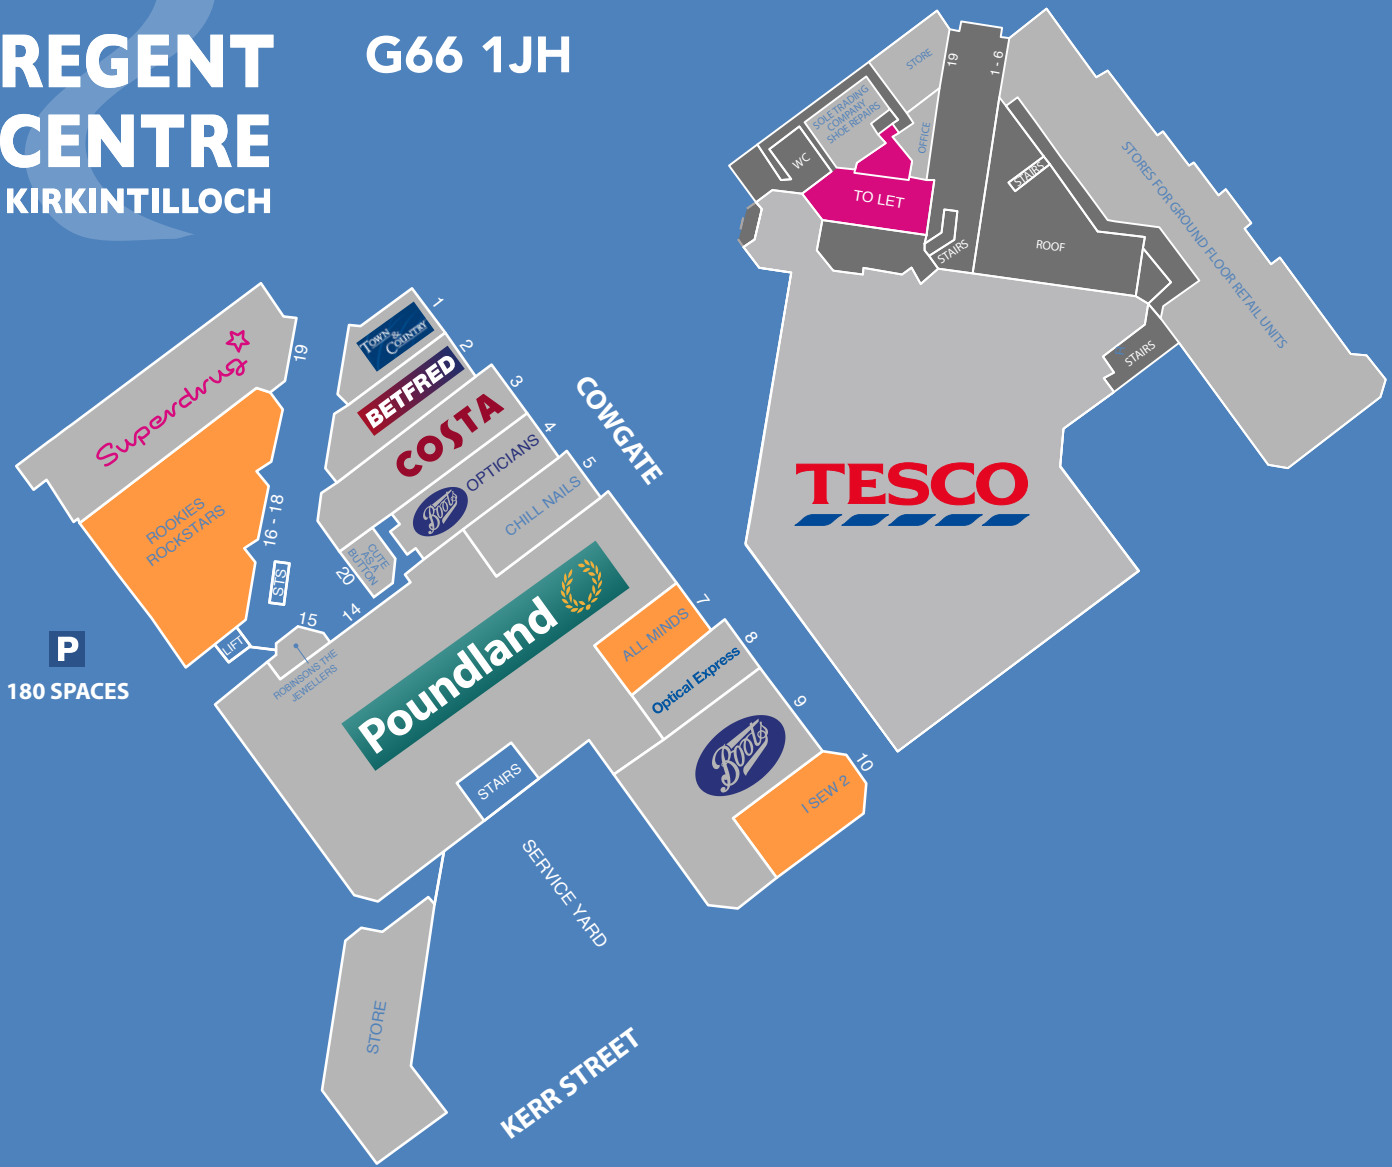 REGENT
CENTRE
KIRKINTILLOCH
G66 1JH
STORE
19
1 - 6
SOLE TRADING
COMPANY
SHOE REPAIRS
OFFICE
WC
TO LET
STAIRS
STAIRS
ROOF
STORES FOR GROUND FLOOR RETAIL UNITS
STAIRS
TESCO
Superdrug
19
ROOKIES
ROCKSTARS
16 - 18
STS
LIFT
P
180 SPACES
1
TOWN & COUNTRY
2
BETFRED
3
COSTA
4
Boots OPTICIANS
5
CHILL NAILS
COWGATE
CUTE
AS A
BUTTON
20
14
15
ROBINSONS THE
JEWELLERS
Poundland
7
ALL MINDS
8
Optical Express
9
Boots
10
I SEW 2
STAIRS
SERVICE YARD
STORE
KERR STREET